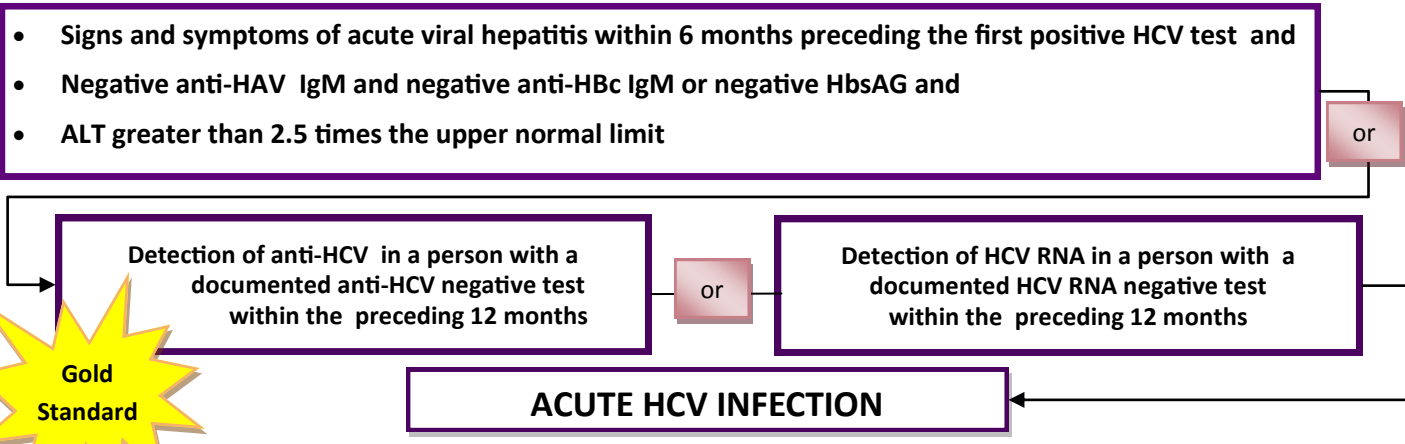 • Signs and symptoms of acute viral hepatitis within 6 months preceding the first positive HCV test and
• Negative anti-HAV IgM and negative anti-HBc IgM or negative HbsAG and
• ALT greater than 2.5 times the upper normal limit
or
Detection of anti-HCV in a person with a
documented anti-HCV negative test
within the preceding 12 months
or
Detection of HCV RNA in a person with a
documented HCV RNA negative test
within the preceding 12 months
Gold
Standard
ACUTE HCV INFECTION